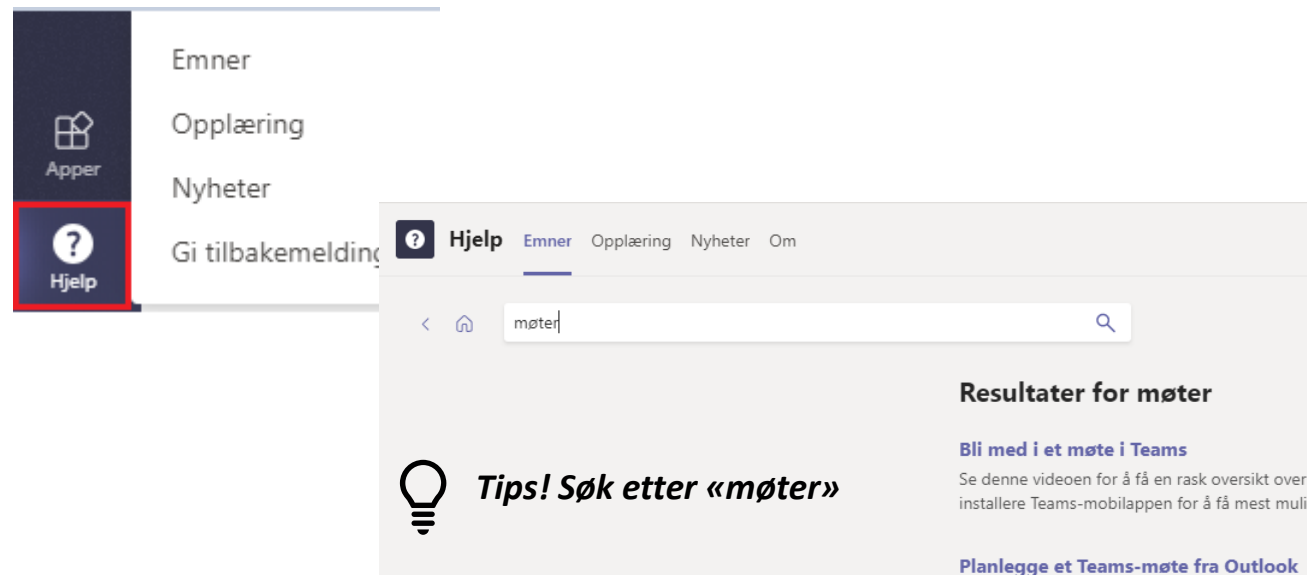 Emner
Opplæring
Apper
Nyheter
Gi tilbakemelding
Hjelp
Hjelp Emner Opplæring Nyheter Om
møter
Resultater for møter
Bli med i et møte i Teams
Se denne videoen for å få en rask oversikt over
installere Teams-mobilappen for å få mest muli
Tips! Søk etter «møter»
Planlegge et Teams-møte fra Outlook